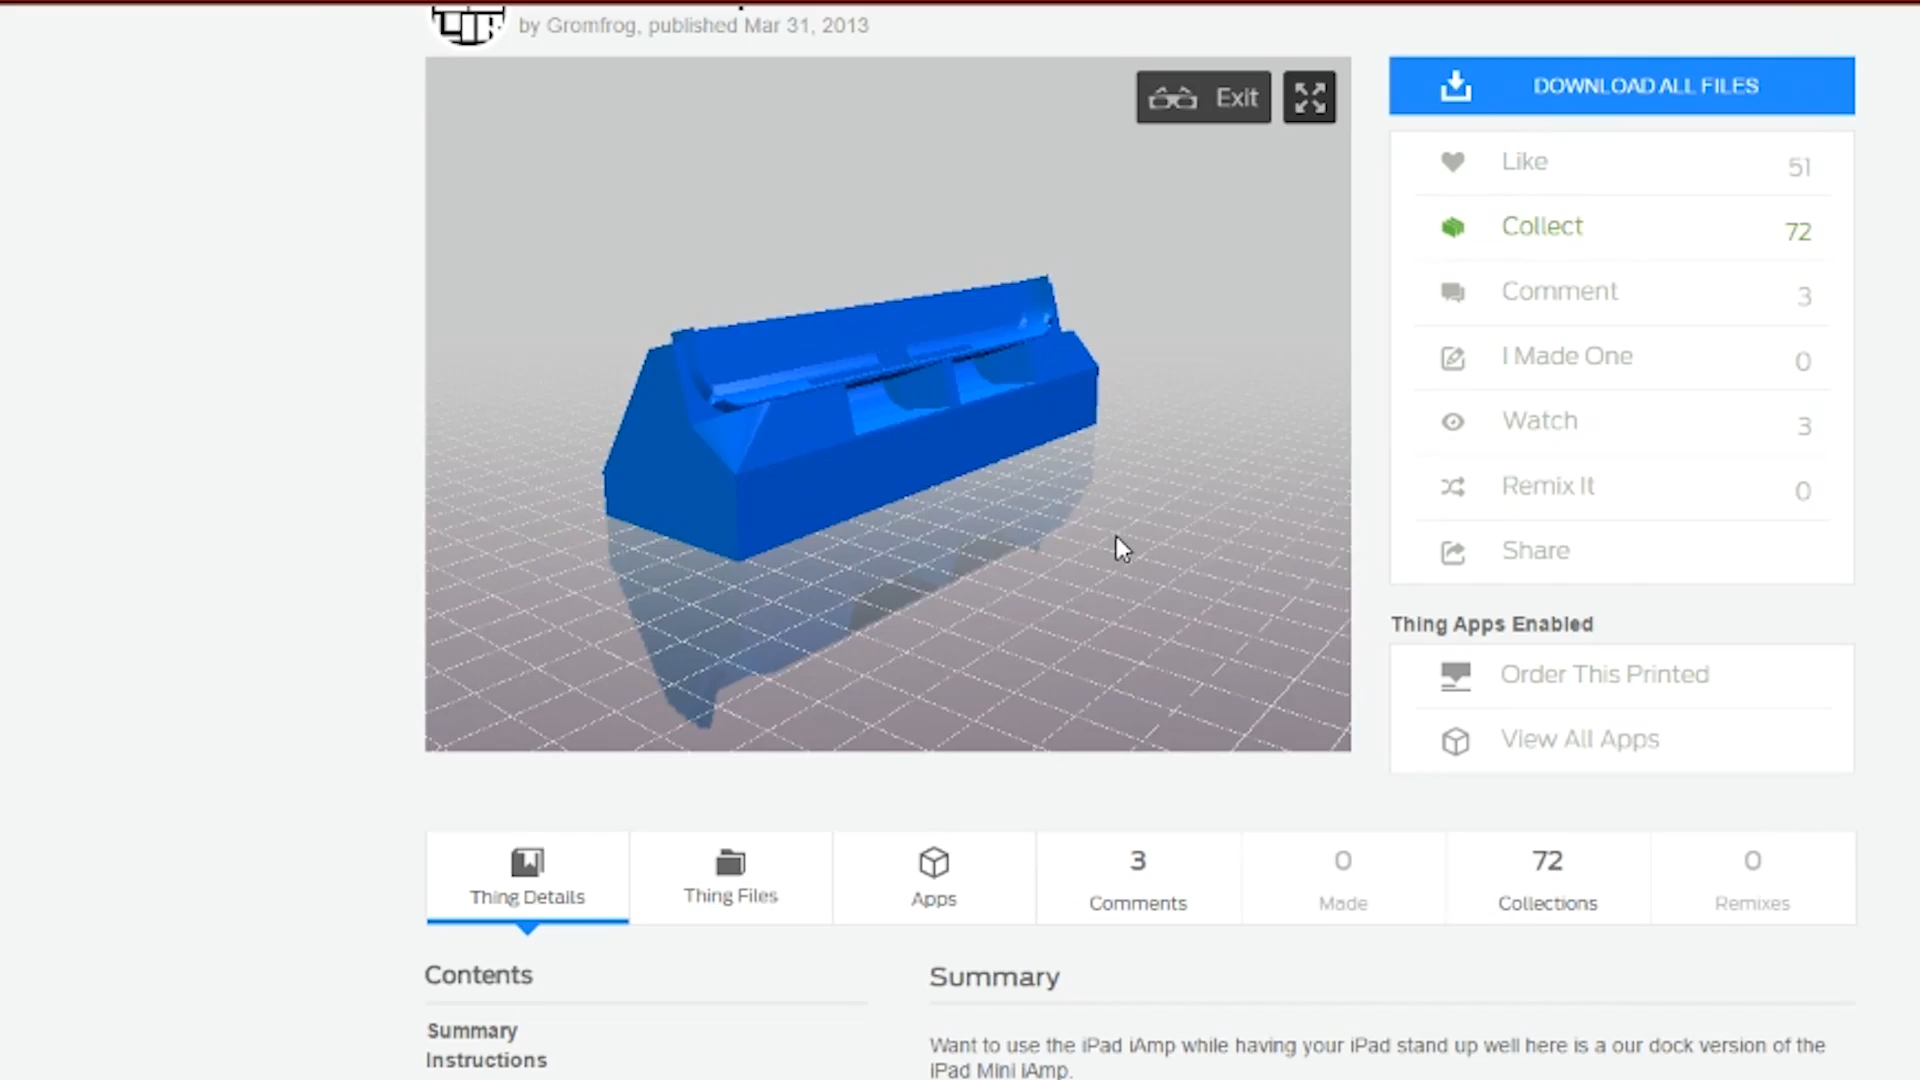 by Gromfrog, published Mar 31, 2013
Exit
DOWNLOAD ALL FILES
Like 51
Collect 72
Comment 3
I Made One 0
Watch 3
Remix It 0
Share
Thing Apps Enabled
Order This Printed
View All Apps
Thing Details
Thing Files
Apps
3 Comments
0 Made
72 Collections
0 Remixes
Contents
Summary
Instructions
Summary
Want to use the iPad iAmp while having your iPad stand up well here is a our dock version of the
iPad Mini iAmp.